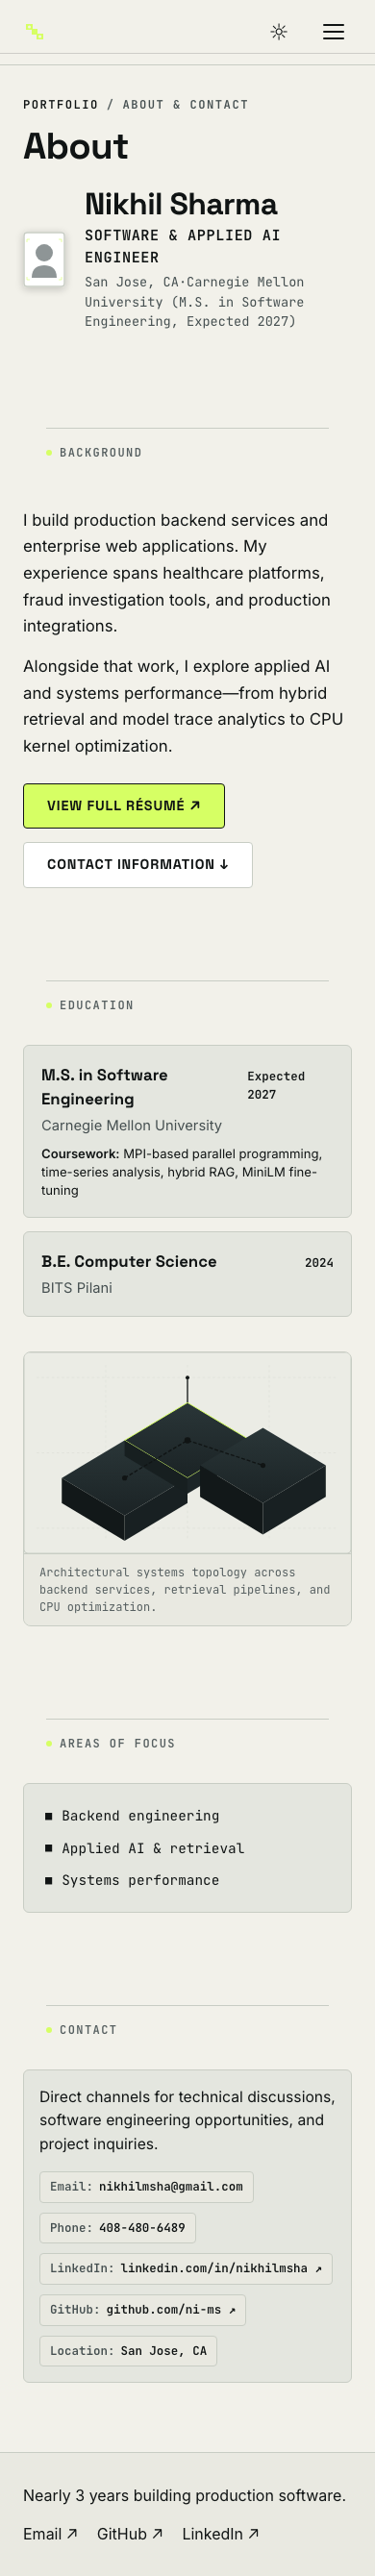 PORTFOLIO / ABOUT & CONTACT
About
Nikhil Sharma
SOFTWARE & APPLIED AI
ENGINEER
San Jose, CA·Carnegie Mellon
University (M.S. in Software
Engineering, Expected 2027)
BACKGROUND
I build production backend services and
enterprise web applications. My
experience spans healthcare platforms,
fraud investigation tools, and production
integrations.
Alongside that work, I explore applied AI
and systems performance—from hybrid
retrieval and model trace analytics to CPU
kernel optimization.
VIEW FULL RÉSUMÉ ↗
CONTACT INFORMATION ↓
EDUCATION
M.S. in Software
Engineering
Expected
2027
Carnegie Mellon University
Coursework: MPI-based parallel programming,
time-series analysis, hybrid RAG, MiniLM fine-
tuning
B.E. Computer Science
2024
BITS Pilani
Architectural systems topology across
backend services, retrieval pipelines, and
CPU optimization.
AREAS OF FOCUS
■ Backend engineering
■ Applied AI & retrieval
■ Systems performance
CONTACT
Direct channels for technical discussions,
software engineering opportunities, and
project inquiries.
Email: nikhilmsha@gmail.com
Phone: 408-480-6489
LinkedIn: linkedin.com/in/nikhilmsha ↗
GitHub: github.com/ni-ms ↗
Location: San Jose, CA
Nearly 3 years building production software.
Email ↗ GitHub ↗ LinkedIn ↗